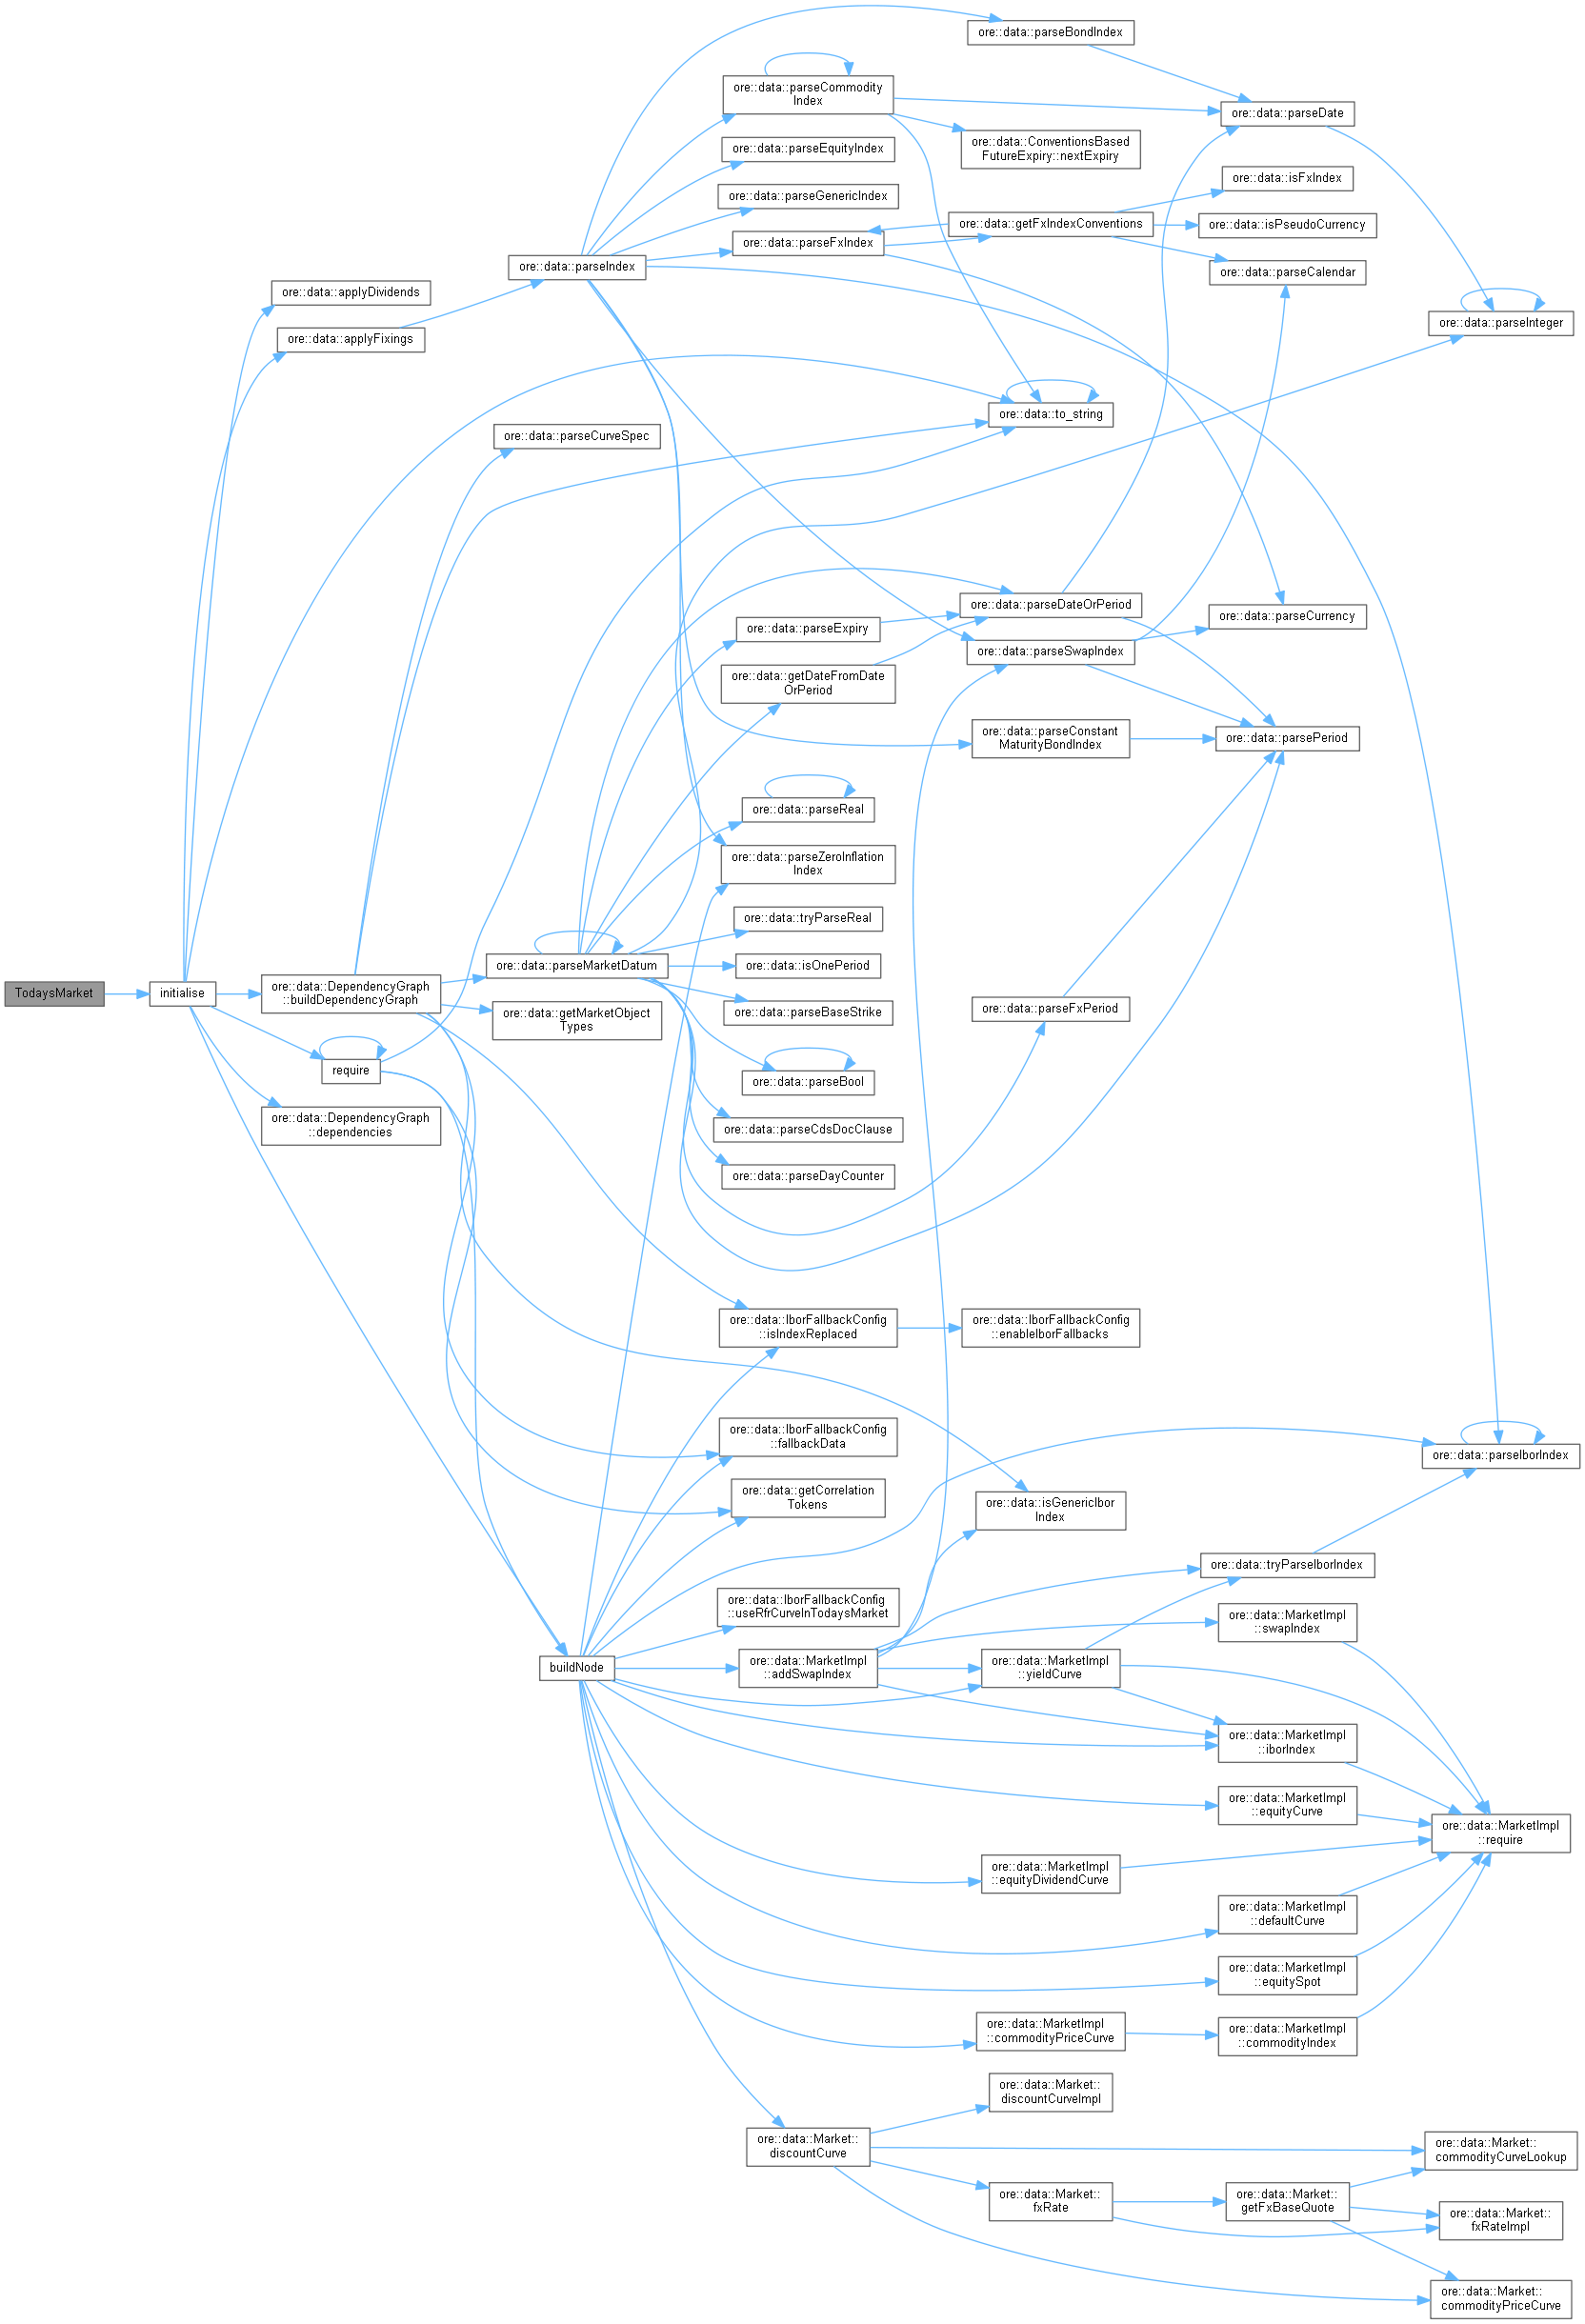 ore::data::parseBondIndex
ore::data::parseCommodity
Index
ore::data::parseDate
ore::data::parseEquityIndex
ore::data::ConventionsBased
FutureExpiry::nextExpiry
ore::data::isFxIndex
ore::data::parseGenericIndex
ore::data::getFxIndexConventions
ore::data::isPseudoCurrency
ore::data::parseFxIndex
ore::data::parseIndex
ore::data::parseCalendar
ore::data::applyDividends
ore::data::parseInteger
ore::data::applyFixings
ore::data::to_string
ore::data::parseCurveSpec
ore::data::parseDateOrPeriod
ore::data::parseCurrency
ore::data::parseExpiry
ore::data::parseSwapIndex
ore::data::getDateFromDate
OrPeriod
ore::data::parseConstant
MaturityBondIndex
ore::data::parsePeriod
ore::data::parseReal
ore::data::parseZeroInflation
Index
ore::data::tryParseReal
ore::data::parseMarketDatum
ore::data::isOnePeriod
TodaysMarket
initialise
ore::data::DependencyGraph
::buildDependencyGraph
ore::data::parseBaseStrike
ore::data::parseFxPeriod
ore::data::getMarketObject
Types
require
ore::data::parseBool
ore::data::DependencyGraph
::dependencies
ore::data::parseCdsDocClause
ore::data::parseDayCounter
ore::data::IborFallbackConfig
::isIndexReplaced
ore::data::IborFallbackConfig
::enableIborFallbacks
ore::data::IborFallbackConfig
::fallbackData
ore::data::parseIborIndex
ore::data::getCorrelation
Tokens
ore::data::isGenericIbor
Index
ore::data::tryParseIborIndex
ore::data::IborFallbackConfig
::useRfrCurveInTodaysMarket
ore::data::MarketImpl
::swapIndex
buildNode
ore::data::MarketImpl
::addSwapIndex
ore::data::MarketImpl
::yieldCurve
ore::data::MarketImpl
::iborIndex
ore::data::MarketImpl
::equityCurve
ore::data::MarketImpl
::require
ore::data::MarketImpl
::equityDividendCurve
ore::data::MarketImpl
::defaultCurve
ore::data::MarketImpl
::equitySpot
ore::data::MarketImpl
::commodityPriceCurve
ore::data::MarketImpl
::commodityIndex
ore::data::Market::
discountCurveImpl
ore::data::Market::
discountCurve
ore::data::Market::
commodityCurveLookup
ore::data::Market::
fxRate
ore::data::Market::
getFxBaseQuote
ore::data::Market::
fxRateImpl
ore::data::Market::
commodityPriceCurve